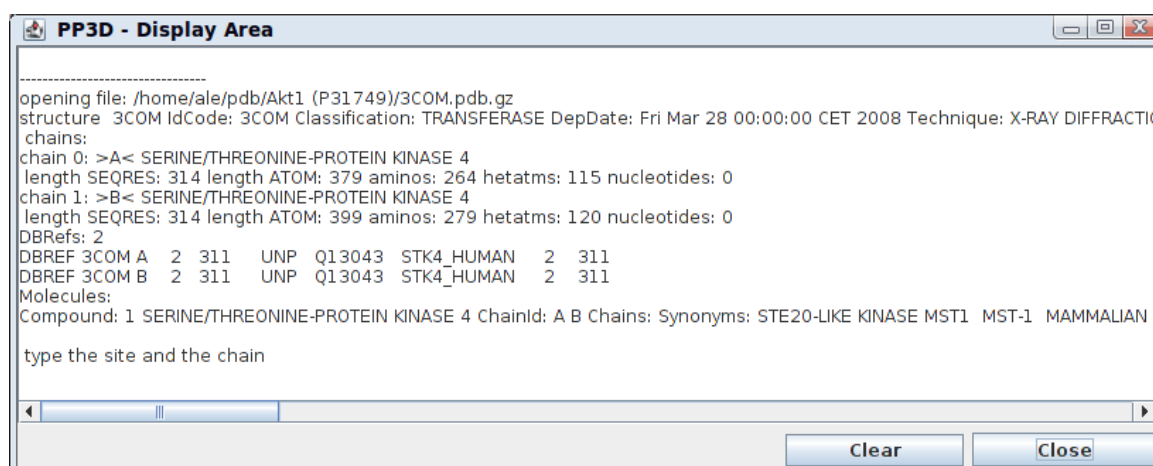 PP3D - Display Area
---------------------------------
opening file: /home/ale/pdb/Akt1 (P31749)/3COM.pdb.gz
structure  3COM IdCode: 3COM Classification: TRANSFERASE DepDate: Fri Mar 28 00:00:00 CET 2008 Technique: X-RAY DIFFRACTIO
chains:
chain 0: >A< SERINE/THREONINE-PROTEIN KINASE 4
length SEQRES: 314 length ATOM: 379 aminos: 264 hetatms: 115 nucleotides: 0
chain 1: >B< SERINE/THREONINE-PROTEIN KINASE 4
length SEQRES: 314 length ATOM: 399 aminos: 279 hetatms: 120 nucleotides: 0
DBRefs: 2
DBREF 3COM A   2  311   UNP  Q13043  STK4_HUMAN   2  311
DBREF 3COM B   2  311   UNP  Q13043  STK4_HUMAN   2  311
Molecules:
Compound: 1 SERINE/THREONINE-PROTEIN KINASE 4 ChainId: A B Chains: Synonyms: STE20-LIKE KINASE MST1  MST-1  MAMMALIAN
type the site and the chain
Clear Close